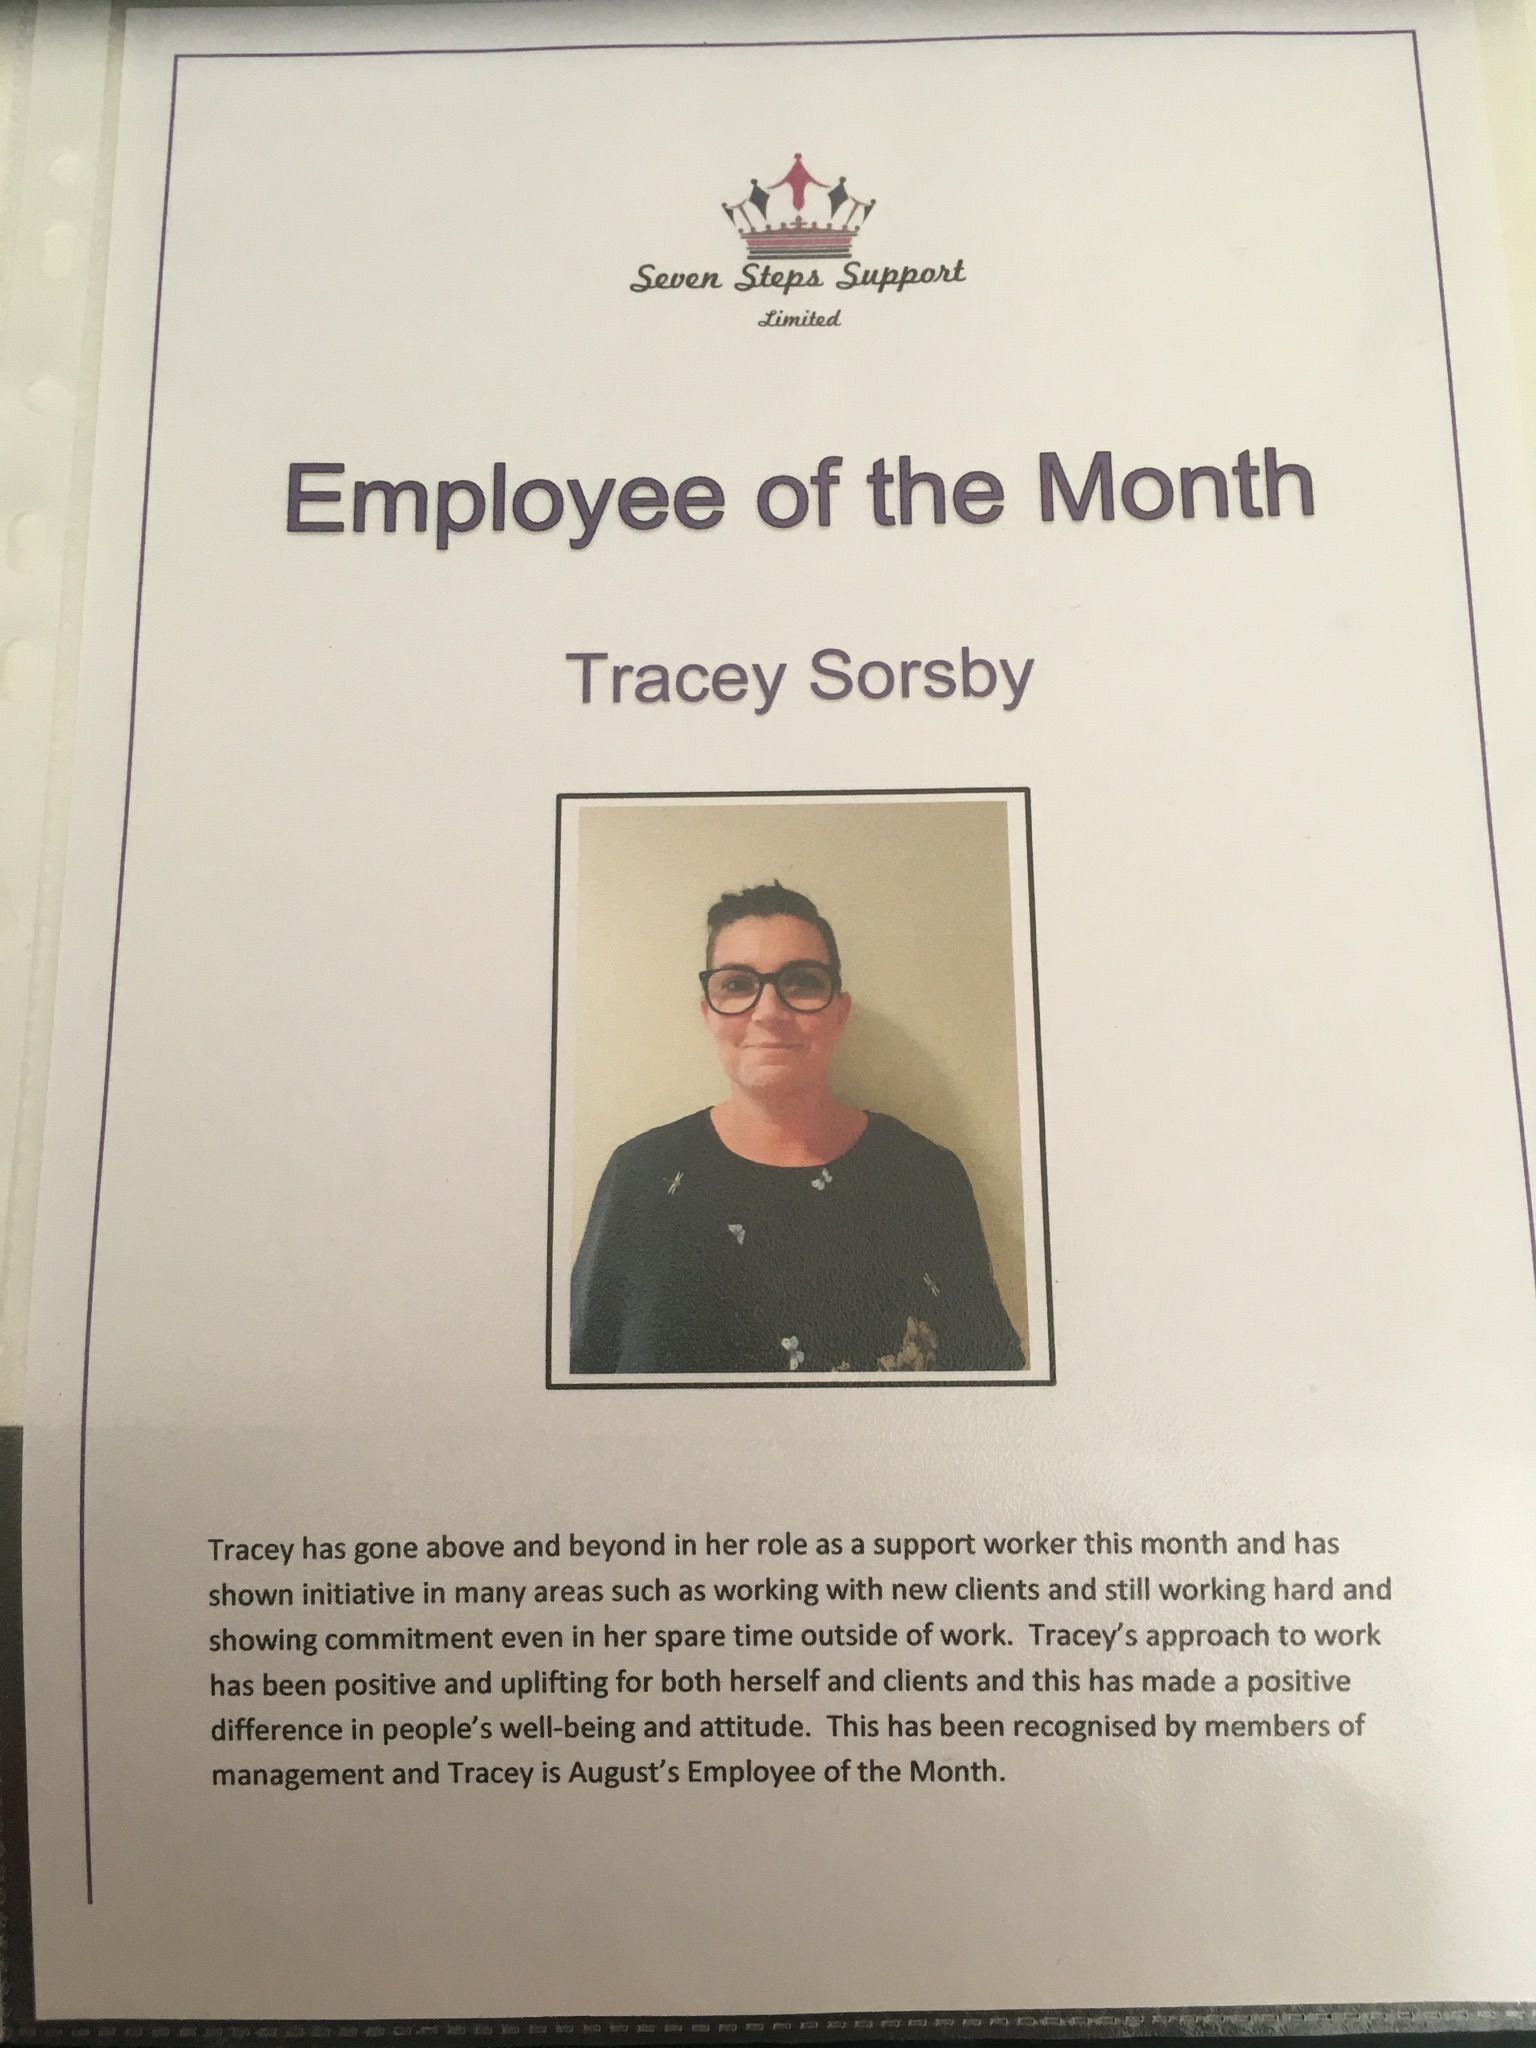 Seven Steps Support
Limited
Employee of the Month
Tracey Sorsby
Tracey has gone above and beyond in her role as a support worker this month and has
shown initiative in many areas such as working with new clients and still working hard and
showing commitment even in her spare time outside of work.  Tracey's approach to work
has been positive and uplifting for both herself and clients and this has made a positive
difference in people's well-being and attitude.  This has been recognised by members of
management and Tracey is August's Employee of the Month.